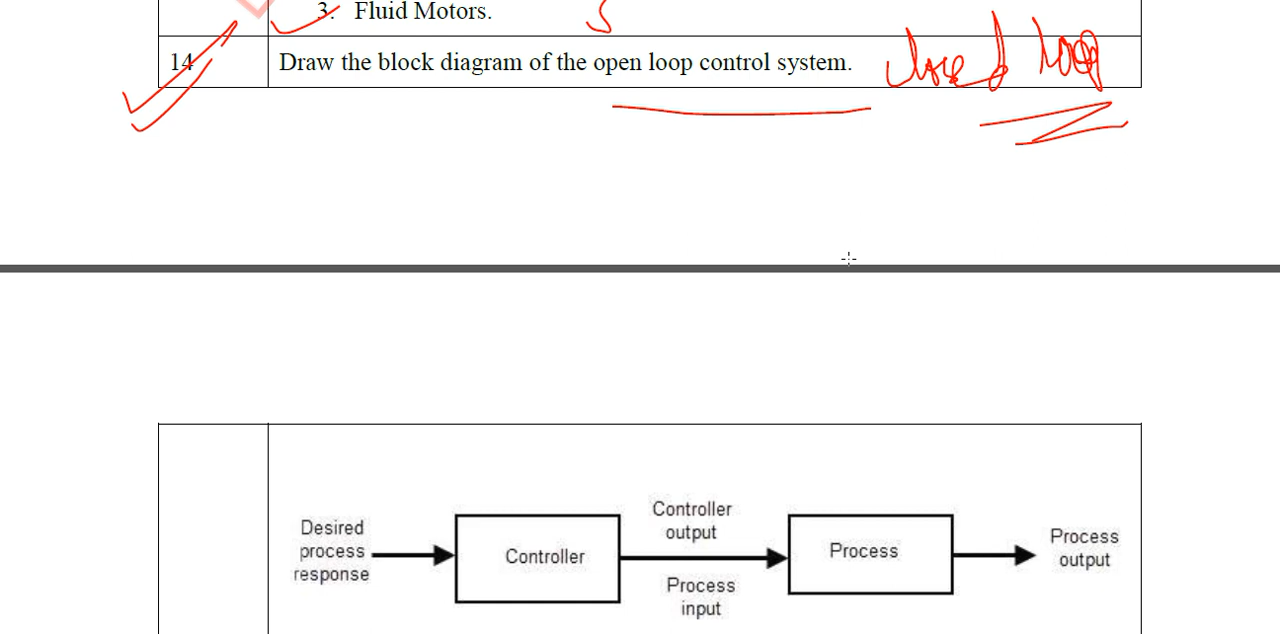 3. Fluid Motors.
14 Draw the block diagram of the open loop control system. closed loop
Desired process response
Controller
Controller output
Process input
Process
Process output